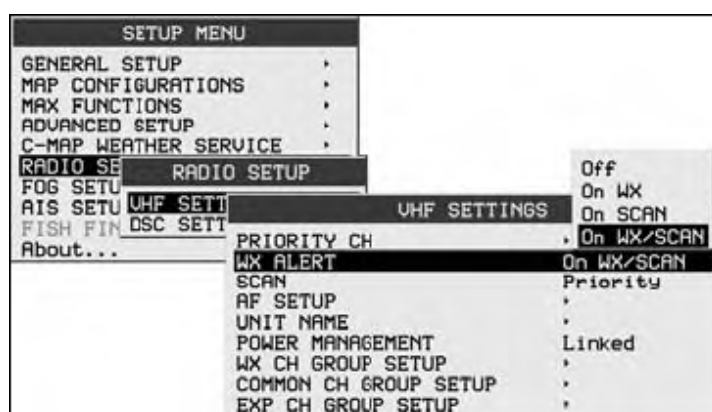 SETUP MENU
GENERAL SETUP
MAP CONFIGURATIONS
MAX FUNCTIONS
ADVANCED SETUP
C-MAP WEATHER SERVICE
RADIO SE
FOG SETU
AIS SETU
FISH FIN
About...
RADIO SETUP
VHF SETT
DSC SETT
VHF SETTINGS
PRIORITY CH
WX ALERT On WX/SCAN
SCAN Priority
AF SETUP
UNIT NAME
POWER MANAGEMENT Linked
WX CH GROUP SETUP
COMMON CH GROUP SETUP
EXP CH GROUP SETUP
Off
On WX
On SCAN
On WX/SCAN